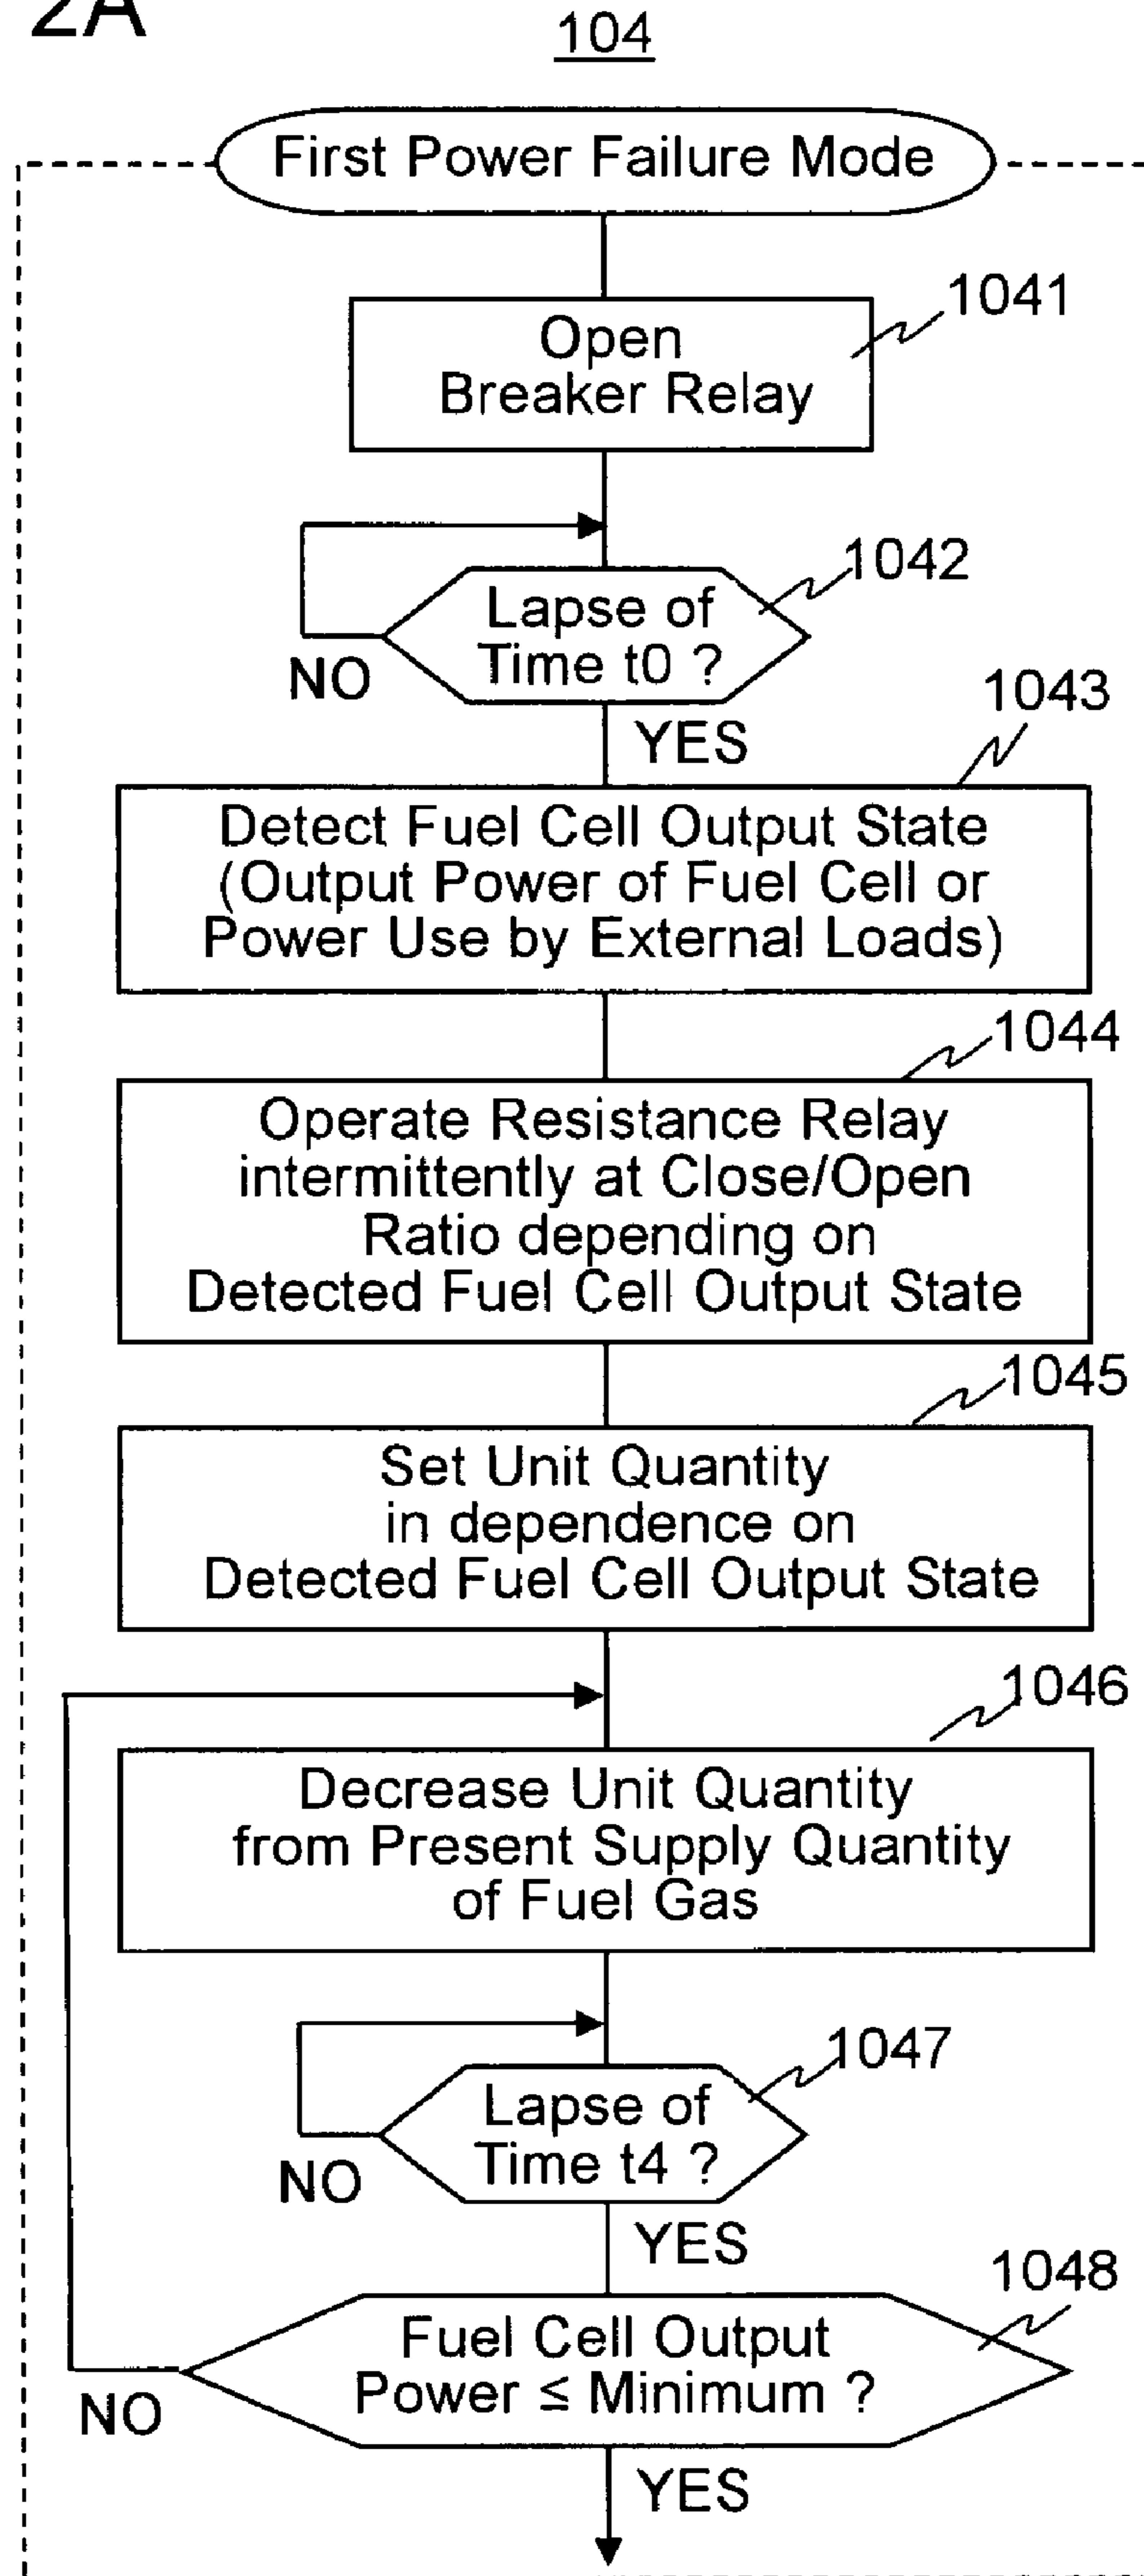 2A
104
First Power Failure Mode
1041
Open
Breaker Relay
1042
Lapse of
Time t0 ?
NO
YES
1043
Detect Fuel Cell Output State
(Output Power of Fuel Cell or
Power Use by External Loads)
1044
Operate Resistance Relay
intermittently at Close/Open
Ratio depending on
Detected Fuel Cell Output State
1045
Set Unit Quantity
in dependence on
Detected Fuel Cell Output State
1046
Decrease Unit Quantity
from Present Supply Quantity
of Fuel Gas
1047
Lapse of
Time t4 ?
NO
YES
1048
Fuel Cell Output
Power ≤ Minimum ?
NO
YES